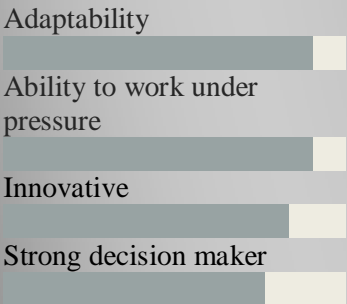 Adaptability
Ability to work under
pressure
Innovative
Strong decision maker